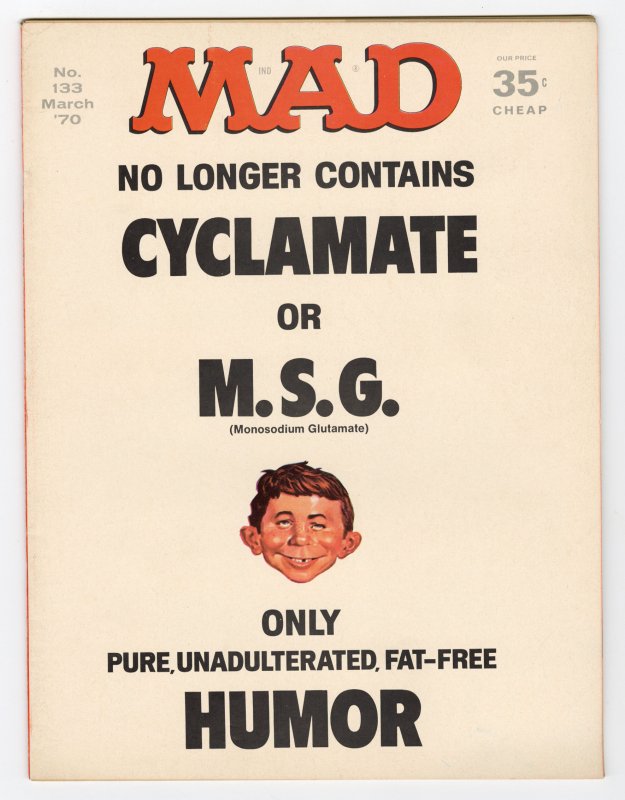 No.
133
March
'70
MAD
IND
OUR PRICE
35c
CHEAP
NO LONGER CONTAINS
CYCLAMATE
OR
M.S.G.
(Monosodium Glutamate)
ONLY
PURE, UNADULTERATED, FAT-FREE
HUMOR